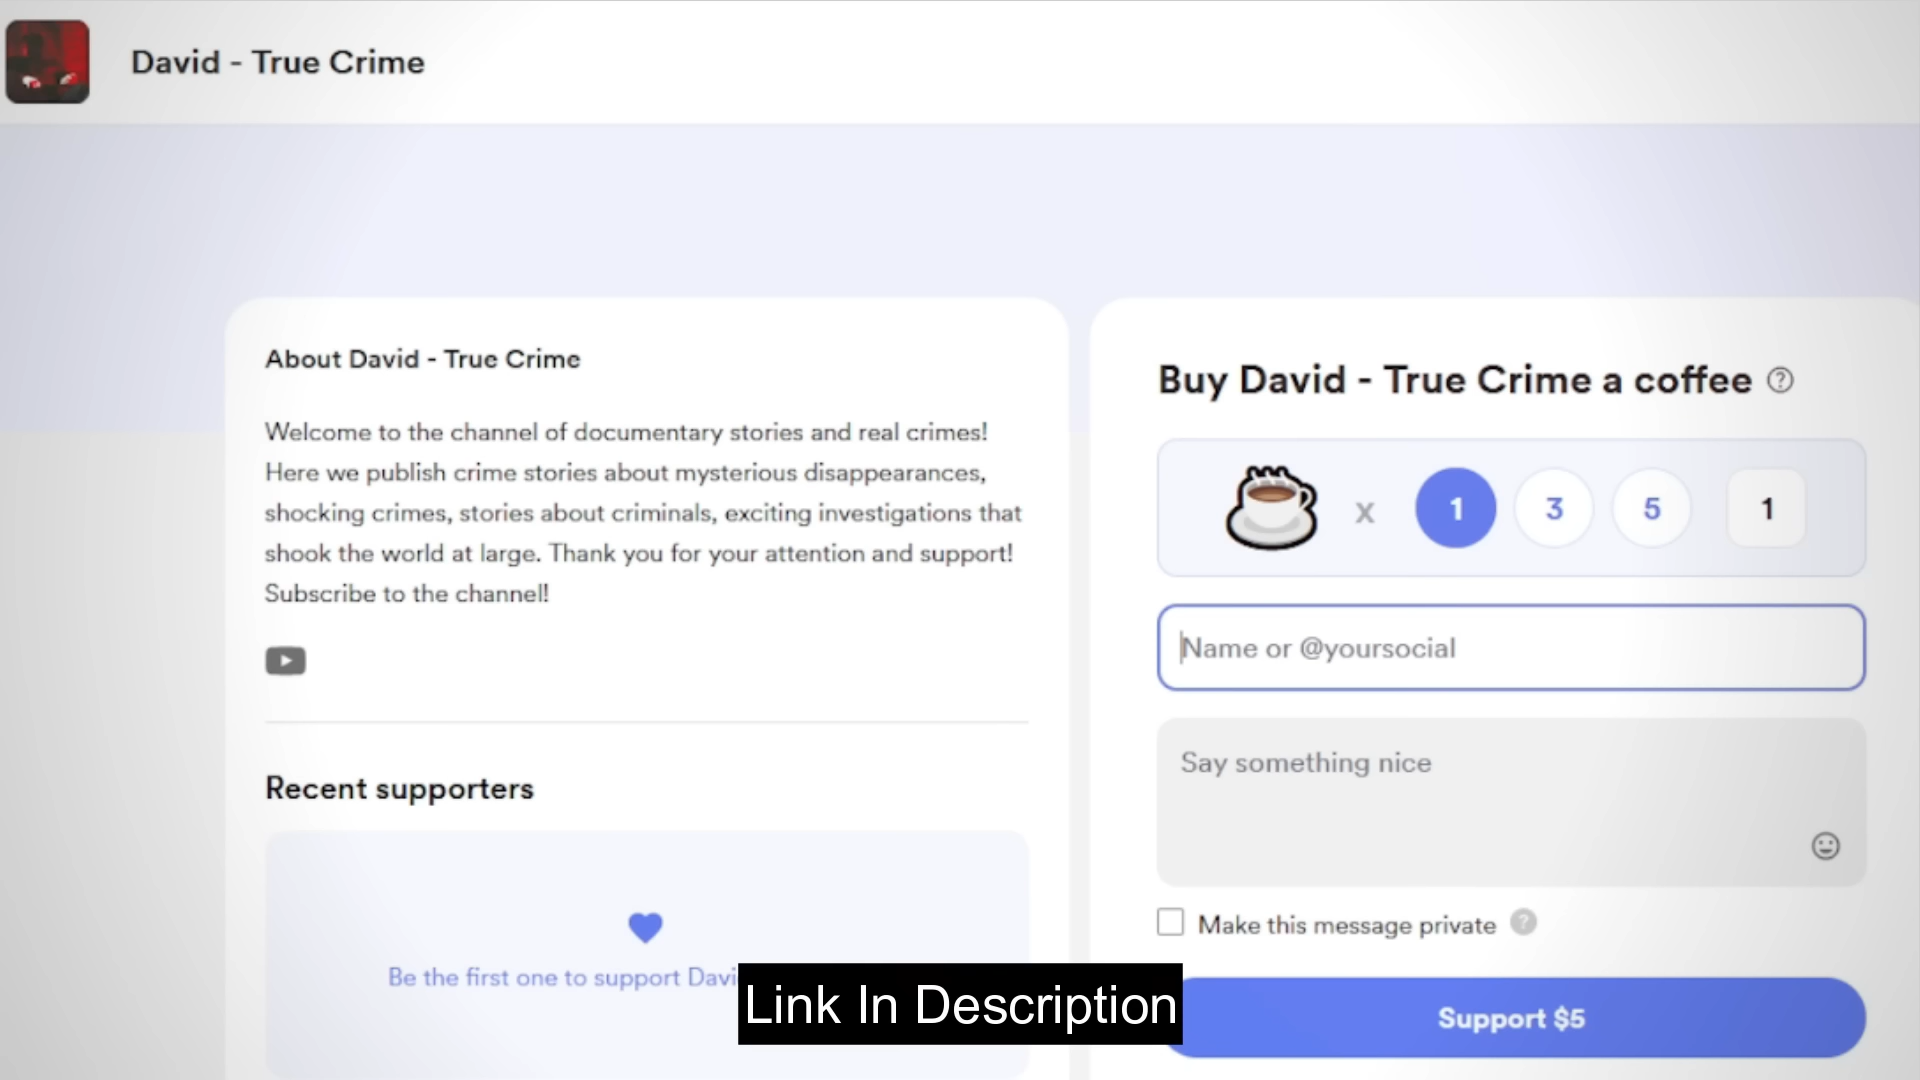 David - True Crime
About David - True Crime
Welcome to the channel of documentary stories and real crimes!
Here we publish crime stories about mysterious disappearances,
shocking crimes, stories about criminals, exciting investigations that
shook the world at large. Thank you for your attention and support!
Subscribe to the channel!
Recent supporters
Be the first one to support
Buy David - True Crime a coffee ?
x 1 3 5 1
Name or @yoursocial
Say something nice
Make this message private ?
Support $5
Link In Description